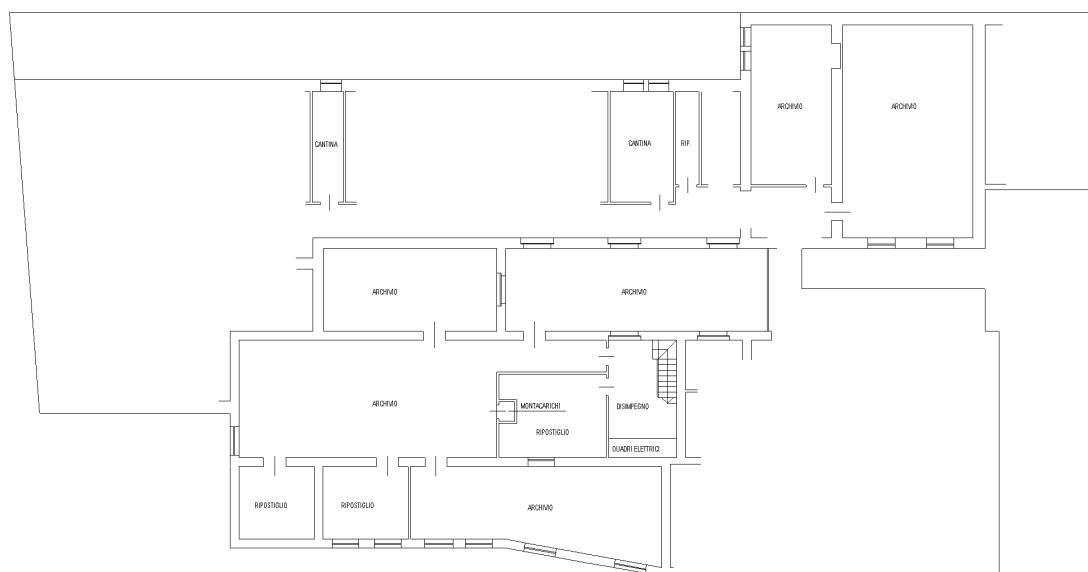 ARCHIVIO
ARCHIVIO
CANTINA
CANTINA
RIP.
ARCHIVIO
ARCHIVIO
ARCHIVIO
MONTACARICHI
DISIMPEGNO
RIPOSTIGLIO
QUADRI ELETTRICI
RIPOSTIGLIO
RIPOSTIGLIO
ARCHIVIO